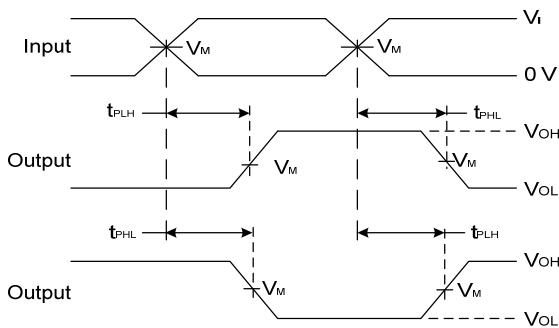 VI
Input
VM
VM
0 V
tPLH
tPHL
VOH
Output
VM
VM
VOL
tPHL
tPLH
VOH
Output
VM
VM
VOL